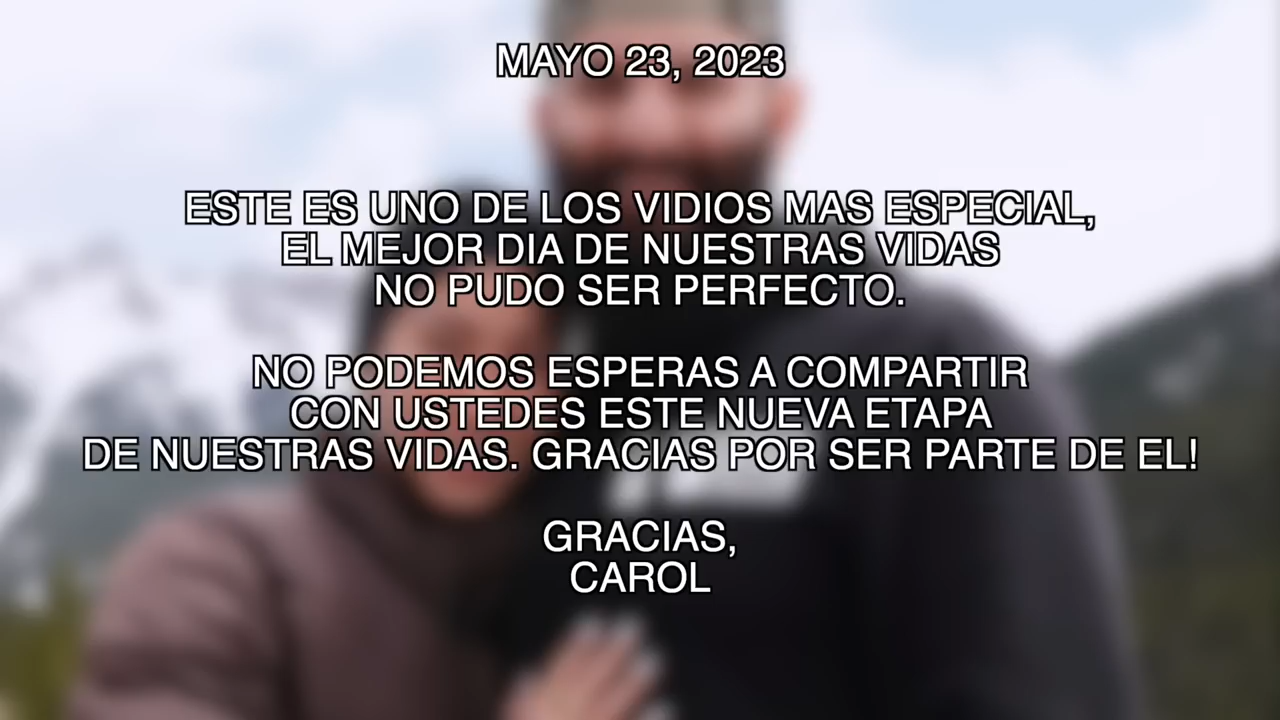 MAYO 23, 2023
ESTE ES UNO DE LOS VIDIOS MAS ESPECIAL,
EL MEJOR DIA DE NUESTRAS VIDAS
NO PUDO SER PERFECTO.
NO PODEMOS ESPERAS A COMPARTIR
CON USTEDES ESTE NUEVA ETAPA
DE NUESTRAS VIDAS. GRACIAS POR SER PARTE DE EL!
GRACIAS,
CAROL